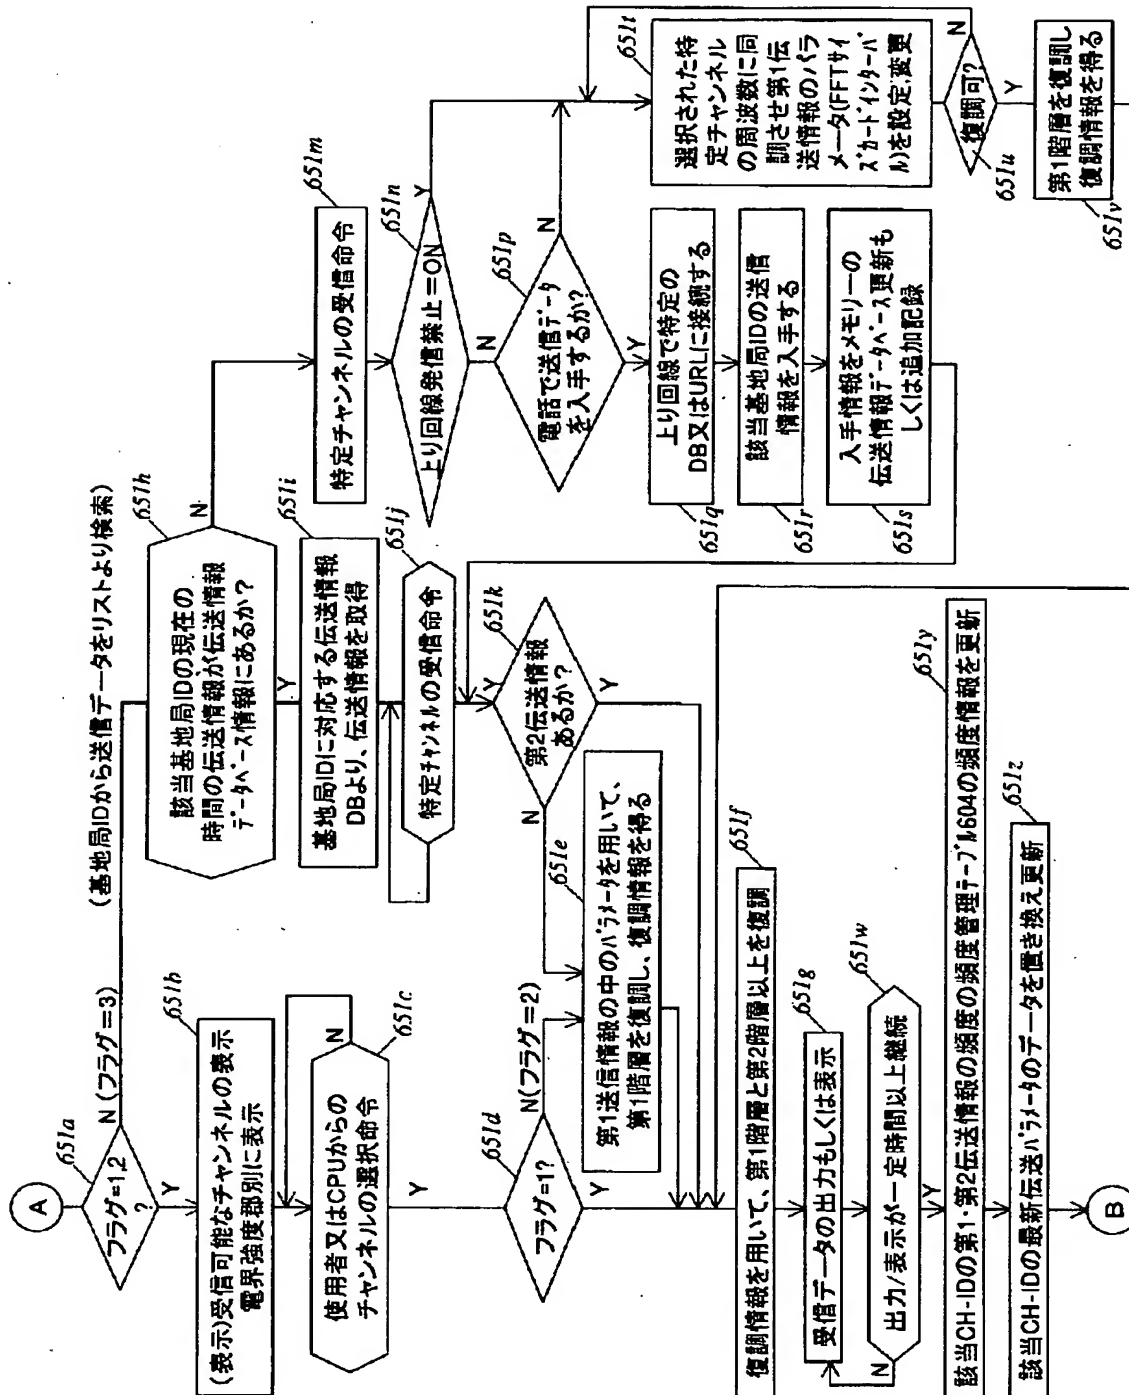 A
651a
フラグ=1,2
?
N(フラグ=3)
Y
(基地局IDから送信データをリストより検索)
651b
(表示)受信可能なチャンネルの表示
電界強度郡別に表示
651c
使用者又はCPUからの
チャンネルの選択命令
N
Y
651d
フラグ=1?
N(フラグ=2)
Y
651h
該当基地局IDの現在の
時間の伝送情報が伝送情報
データベース情報にあるか?
N
Y
651i
基地局IDに対応する伝送情報
DBより、伝送情報を取得
651j
特定チャンネルの受信命令
Y
651k
第2伝送情報
あるか?
N
Y
651e
第1送信情報の中のパラメータを用いて、
第1階層を復調し、復調情報を得る
651m
特定チャンネルの受信命令
651n
上り回線発信禁止=ON
Y
N
651p
電話で送信データ
を入手するか?
N
Y
651q
上り回線で特定の
DB又はURLに接続する
651r
該当基地局IDの送信
情報を入手する
651s
入手情報をメモリーの
伝送情報データベース更新も
しくは追加記録
651t
選択された特
定チャンネル
の周波数に同
調させ第1伝
送情報のパラ
メータ(FFTサイ
ズカードインターバ
ル)を設定,変更
651u
復調可?
N
Y
651v
第1階層を復調し
復調情報を得る
651f
復調情報を用いて、第1階層と第2階層以上を復調
651g
受信データの出力もしくは表示
651w
出力/表示が一定時間以上継続
N
Y
651y
該当CH-IDの第1・第2伝送情報の頻度の頻度管理テーブル604の頻度情報を更新
651z
該当CH-IDの最新伝送パラメータのデータを置き換え更新
B